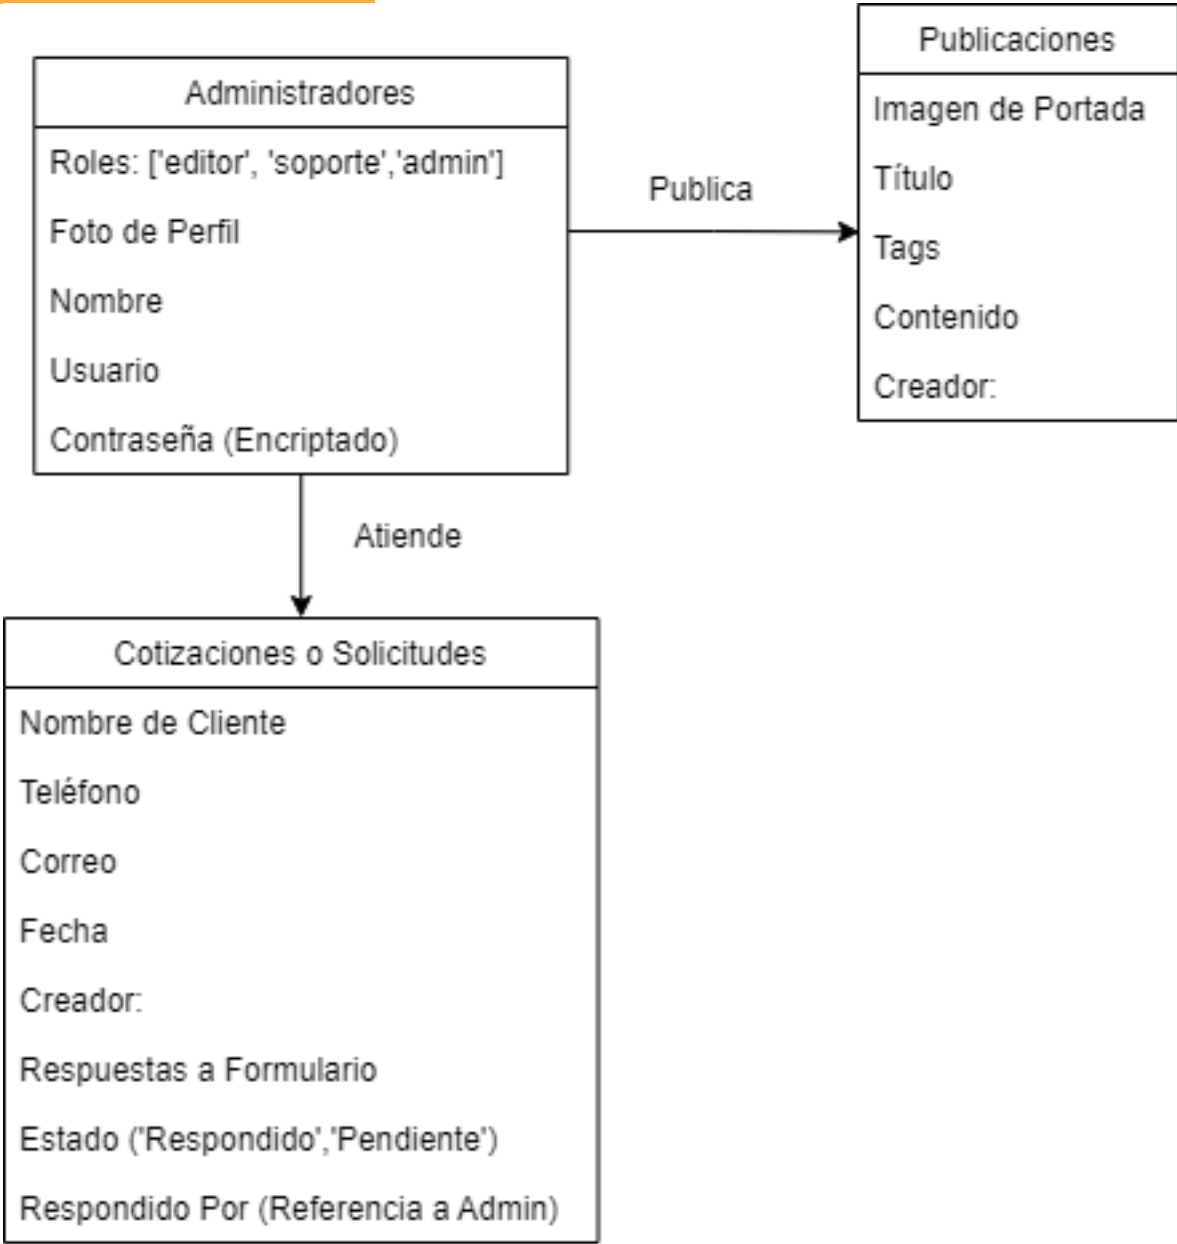 Administradores
Roles: ['editor', 'soporte','admin']
Foto de Perfil
Nombre
Usuario
Contraseña (Encriptado)
Publica
Publicaciones
Imagen de Portada
Título
Tags
Contenido
Creador:
Atiende
Cotizaciones o Solicitudes
Nombre de Cliente
Teléfono
Correo
Fecha
Creador:
Respuestas a Formulario
Estado ('Respondido','Pendiente')
Respondido Por (Referencia a Admin)